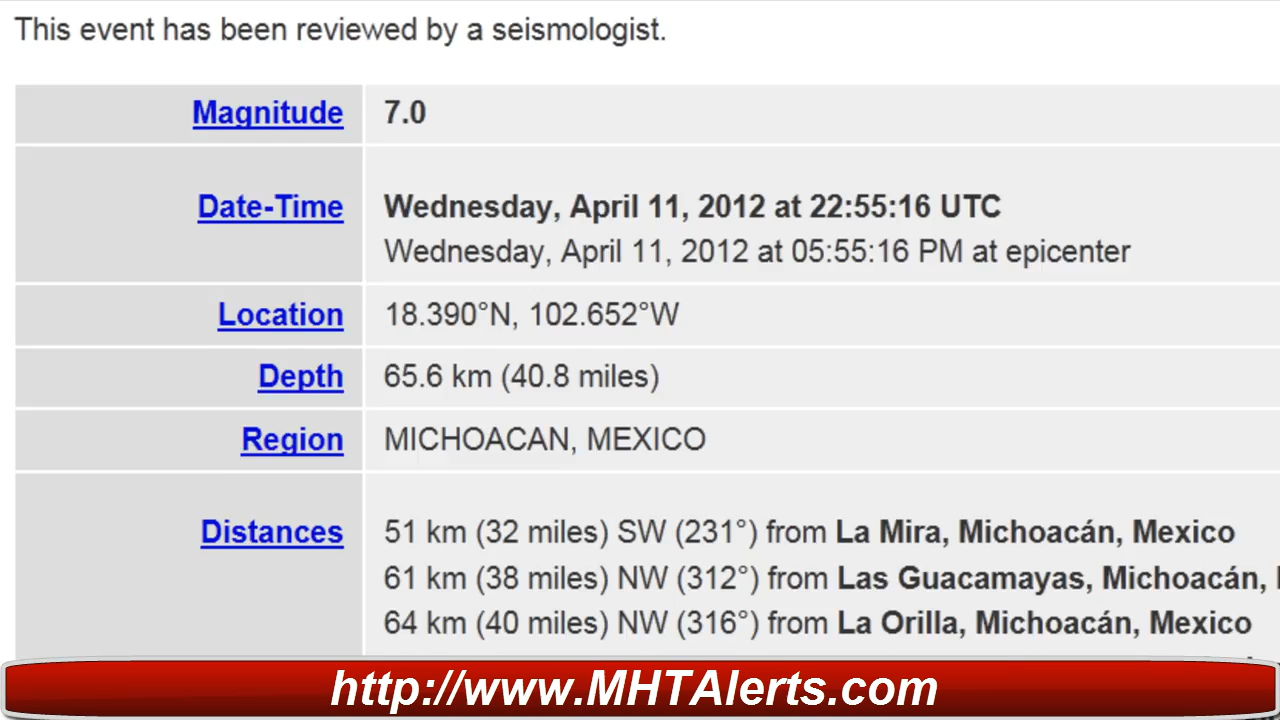 This event has been reviewed by a seismologist.
Magnitude 7.0
Date-Time Wednesday, April 11, 2012 at 22:55:16 UTC
Wednesday, April 11, 2012 at 05:55:16 PM at epicenter
Location 18.390°N, 102.652°W
Depth 65.6 km (40.8 miles)
Region MICHOACAN, MEXICO
Distances 51 km (32 miles) SW (231°) from La Mira, Michoacán, Mexico
61 km (38 miles) NW (312°) from Las Guacamayas, Michoacán,
64 km (40 miles) NW (316°) from La Orilla, Michoacán, Mexico
http://www.MHTAlerts.com